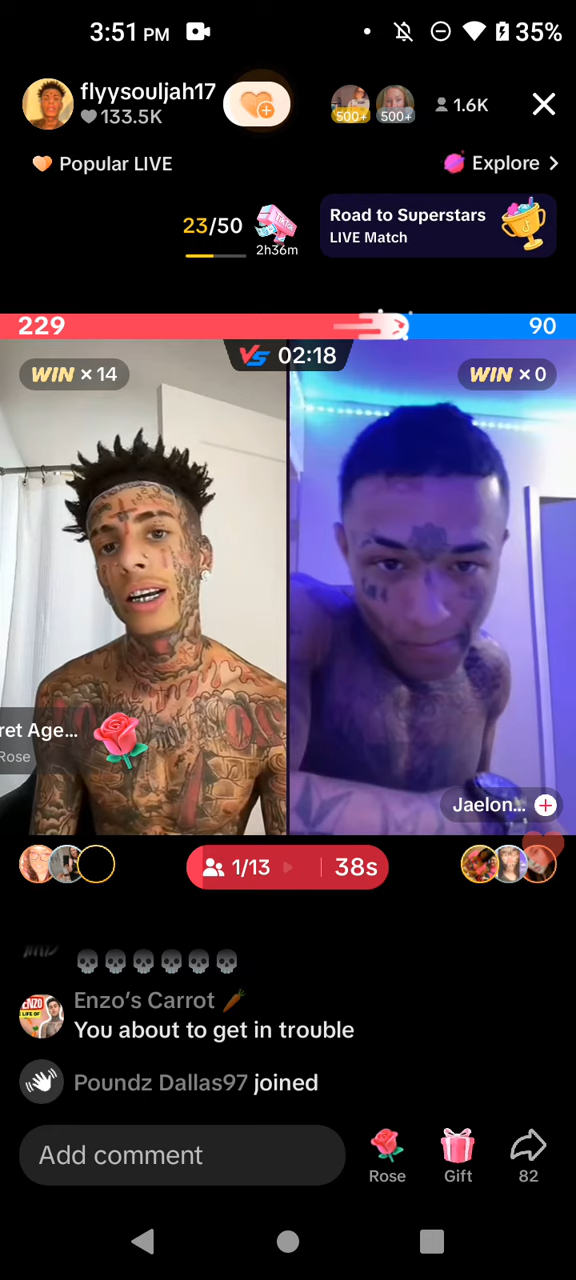 3:51 PM
35%
flyysouljah17
133.5K
500+
500+
1.6K
Popular LIVE
Explore >
23/50
2h36m
Road to Superstars
LIVE Match
229
90
VS 02:18
WIN × 14
WIN × 0
ret Age...
Rose
Jaelon...
1/13
38s
💀💀💀💀💀💀
Enzo’s Carrot 🥕
You about to get in trouble
Poundz Dallas97 joined
Add comment
Rose
Gift
82